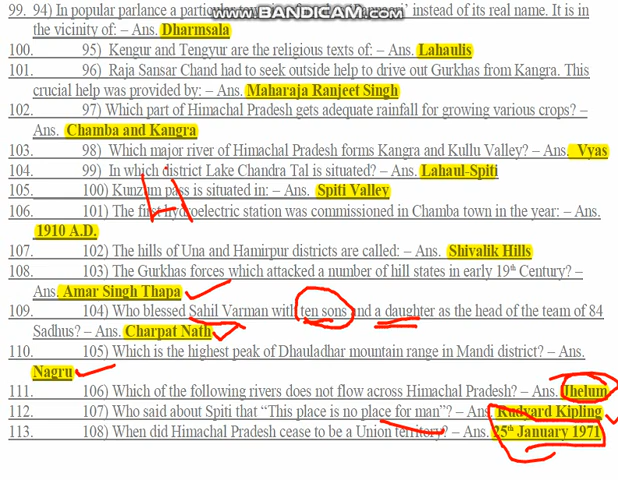 www.BANDICAM.com
99. 94) In popular parlance a particular instead of its real name. It is in
the vicinity of: – Ans. Dharmsala
100. 95) Kengur and Tengyur are the religious texts of: – Ans. Lahaulis
101. 96) Raja Sansar Chand had to seek outside help to drive out Gurkhas from Kangra. This
crucial help was provided by: – Ans. Maharaja Ranjeet Singh
102. 97) Which part of Himachal Pradesh gets adequate rainfall for growing various crops? –
Ans. Chamba and Kangra
103. 98) Which major river of Himachal Pradesh forms Kangra and Kullu Valley? – Ans. Vyas
104. 99) In which district Lake Chandra Tal is situated? – Ans. Lahaul-Spiti
105. 100) Kunzum pass is situated in: – Ans. Spiti Valley
106. 101) The first hydroelectric station was commissioned in Chamba town in the year: – Ans.
1910 A.D.
107. 102) The hills of Una and Hamirpur districts are called: – Ans. Shivalik Hills
108. 103) The Gurkhas forces which attacked a number of hill states in early 19th Century? –
Ans. Amar Singh Thapa
109. 104) Who blessed Sahil Varman with ten sons and a daughter as the head of the team of 84
Sadhus? – Ans. Charpat Nath
110. 105) Which is the highest peak of Dhauladhar mountain range in Mandi district? – Ans.
Nagru
111. 106) Which of the following rivers does not flow across Himachal Pradesh? – Ans. Jhelum
112. 107) Who said about Spiti that “This place is no place for man”? – Ans. Rudyard Kipling
113. 108) When did Himachal Pradesh cease to be a Union territory? – Ans. 25th January 1971